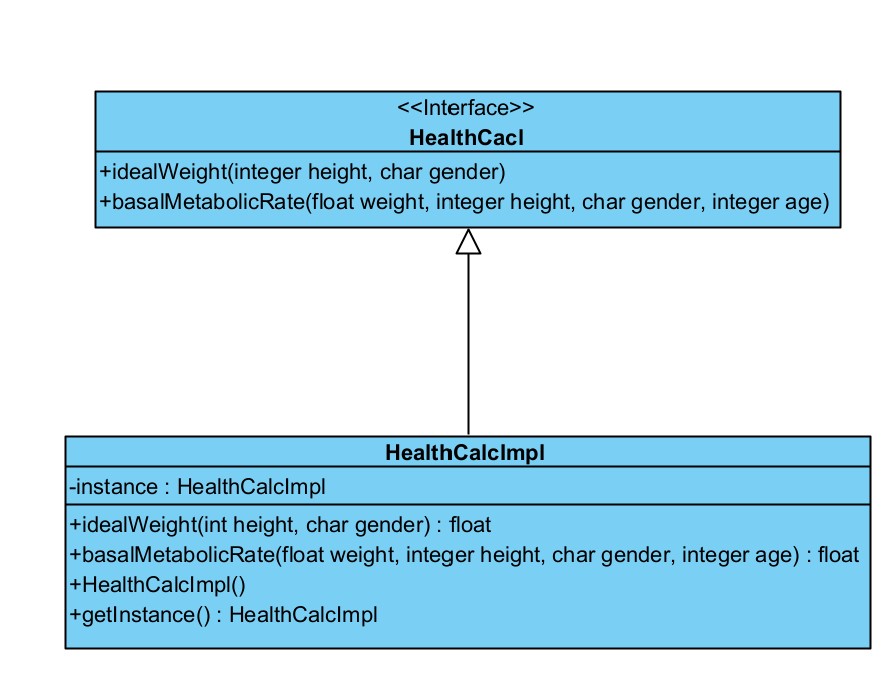 <<Interface>>
HealthCacl
+idealWeight(integer height, char gender)
+basalMetabolicRate(float weight, integer height, char gender, integer age)
HealthCalcImpl
-instance : HealthCalcImpl
+idealWeight(int height, char gender) : float
+basalMetabolicRate(float weight, integer height, char gender, integer age) : float
+HealthCalcImpl()
+getInstance() : HealthCalcImpl